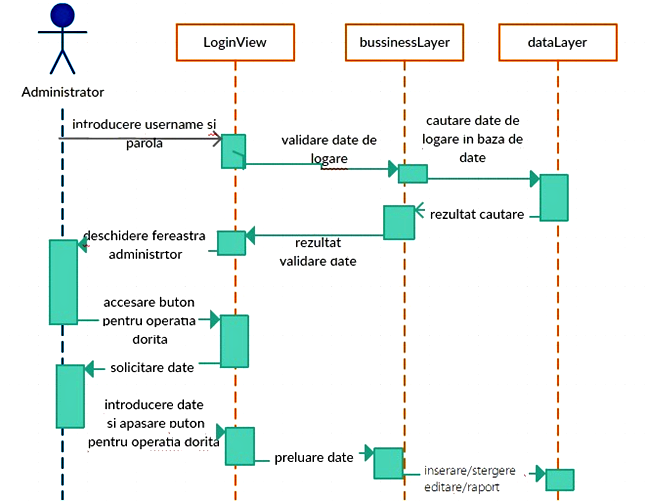 LoginView
bussinessLayer
dataLayer
Administrator
introducere username si
parola
validare date de
logare
cautare date de
logare in baza de
date
rezultat cautare
rezultat
validare date
deschidere fereastra
administrtor
accesare buton
pentru operatia
dorita
solicitare date
introducere date
si apasare buton
pentru operatia dorita
preluare date
inserare/stergere
editare/raport